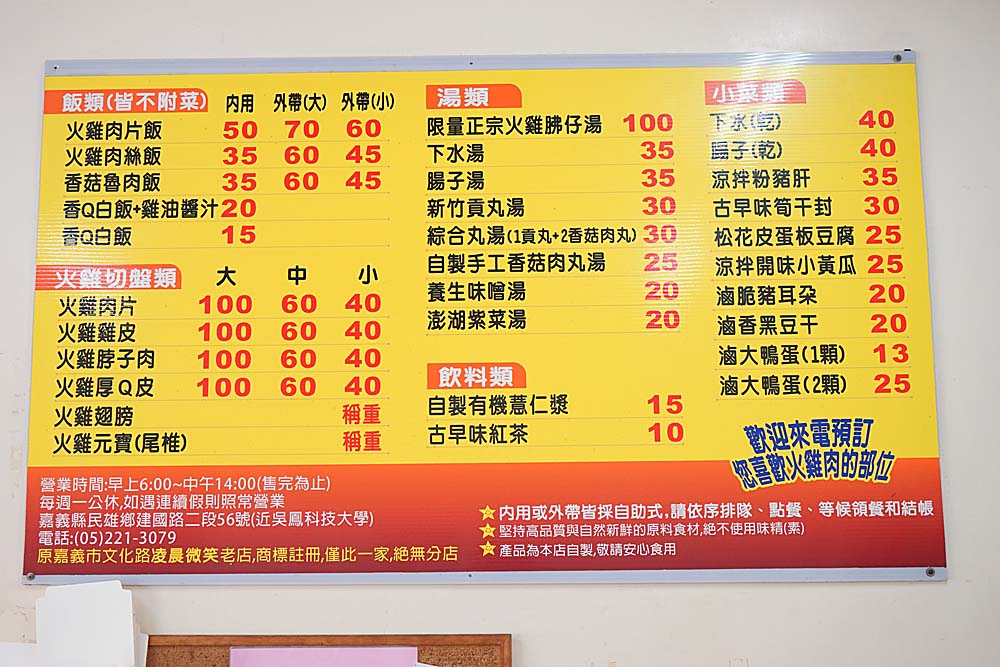 飯類(皆不附菜) 內用 外帶(大) 外帶(小)
火雞肉片飯 50 70 60
火雞肉絲飯 35 60 45
香菇魯肉飯 35 60 45
香Q白飯+雞油醬汁 20
香Q白飯 15
火雞切盤類 大 中 小
火雞肉片 100 60 40
火雞雞皮 100 60 40
火雞脖子肉 100 60 40
火雞厚Q皮 100 60 40
火雞翅膀 稱重
火雞元寶(尾椎) 稱重
湯類
限量正宗火雞胇仔湯 100
下水湯 35
腸子湯 35
新竹貢丸湯 30
綜合丸湯(1貢丸+2香菇肉丸) 30
自製手工香菇肉丸湯 25
養生味噌湯 20
澎湖紫菜湯 20
飲料類
自製有機薏仁漿 15
古早味紅茶 10
小菜類
下水(乾) 40
腸子(乾) 40
涼拌粉豬肝 35
古早味筍干封 30
松花皮蛋板豆腐 25
涼拌開味小黃瓜 25
滷脆豬耳朵 20
滷香黑豆干 20
滷大鴨蛋(1顆) 13
滷大鴨蛋(2顆) 25
歡迎來電預訂
您喜歡火雞肉的部位
營業時間:早上6:00~中午14:00(售完為止)
每週一公休,如遇連續假則照常營業
嘉義縣民雄鄉建國路二段56號(近吳鳳科技大學)
電話:(05)221-3079
原嘉義市文化路凌晨微笑老店,商標註冊,僅此一家,絕無分店
內用或外帶皆採自助式,請依序排隊、點餐、等候領餐和結帳
堅持高品質與自然新鮮的原料食材,絕不使用味精(素)
產品為本店自製,敬請安心食用